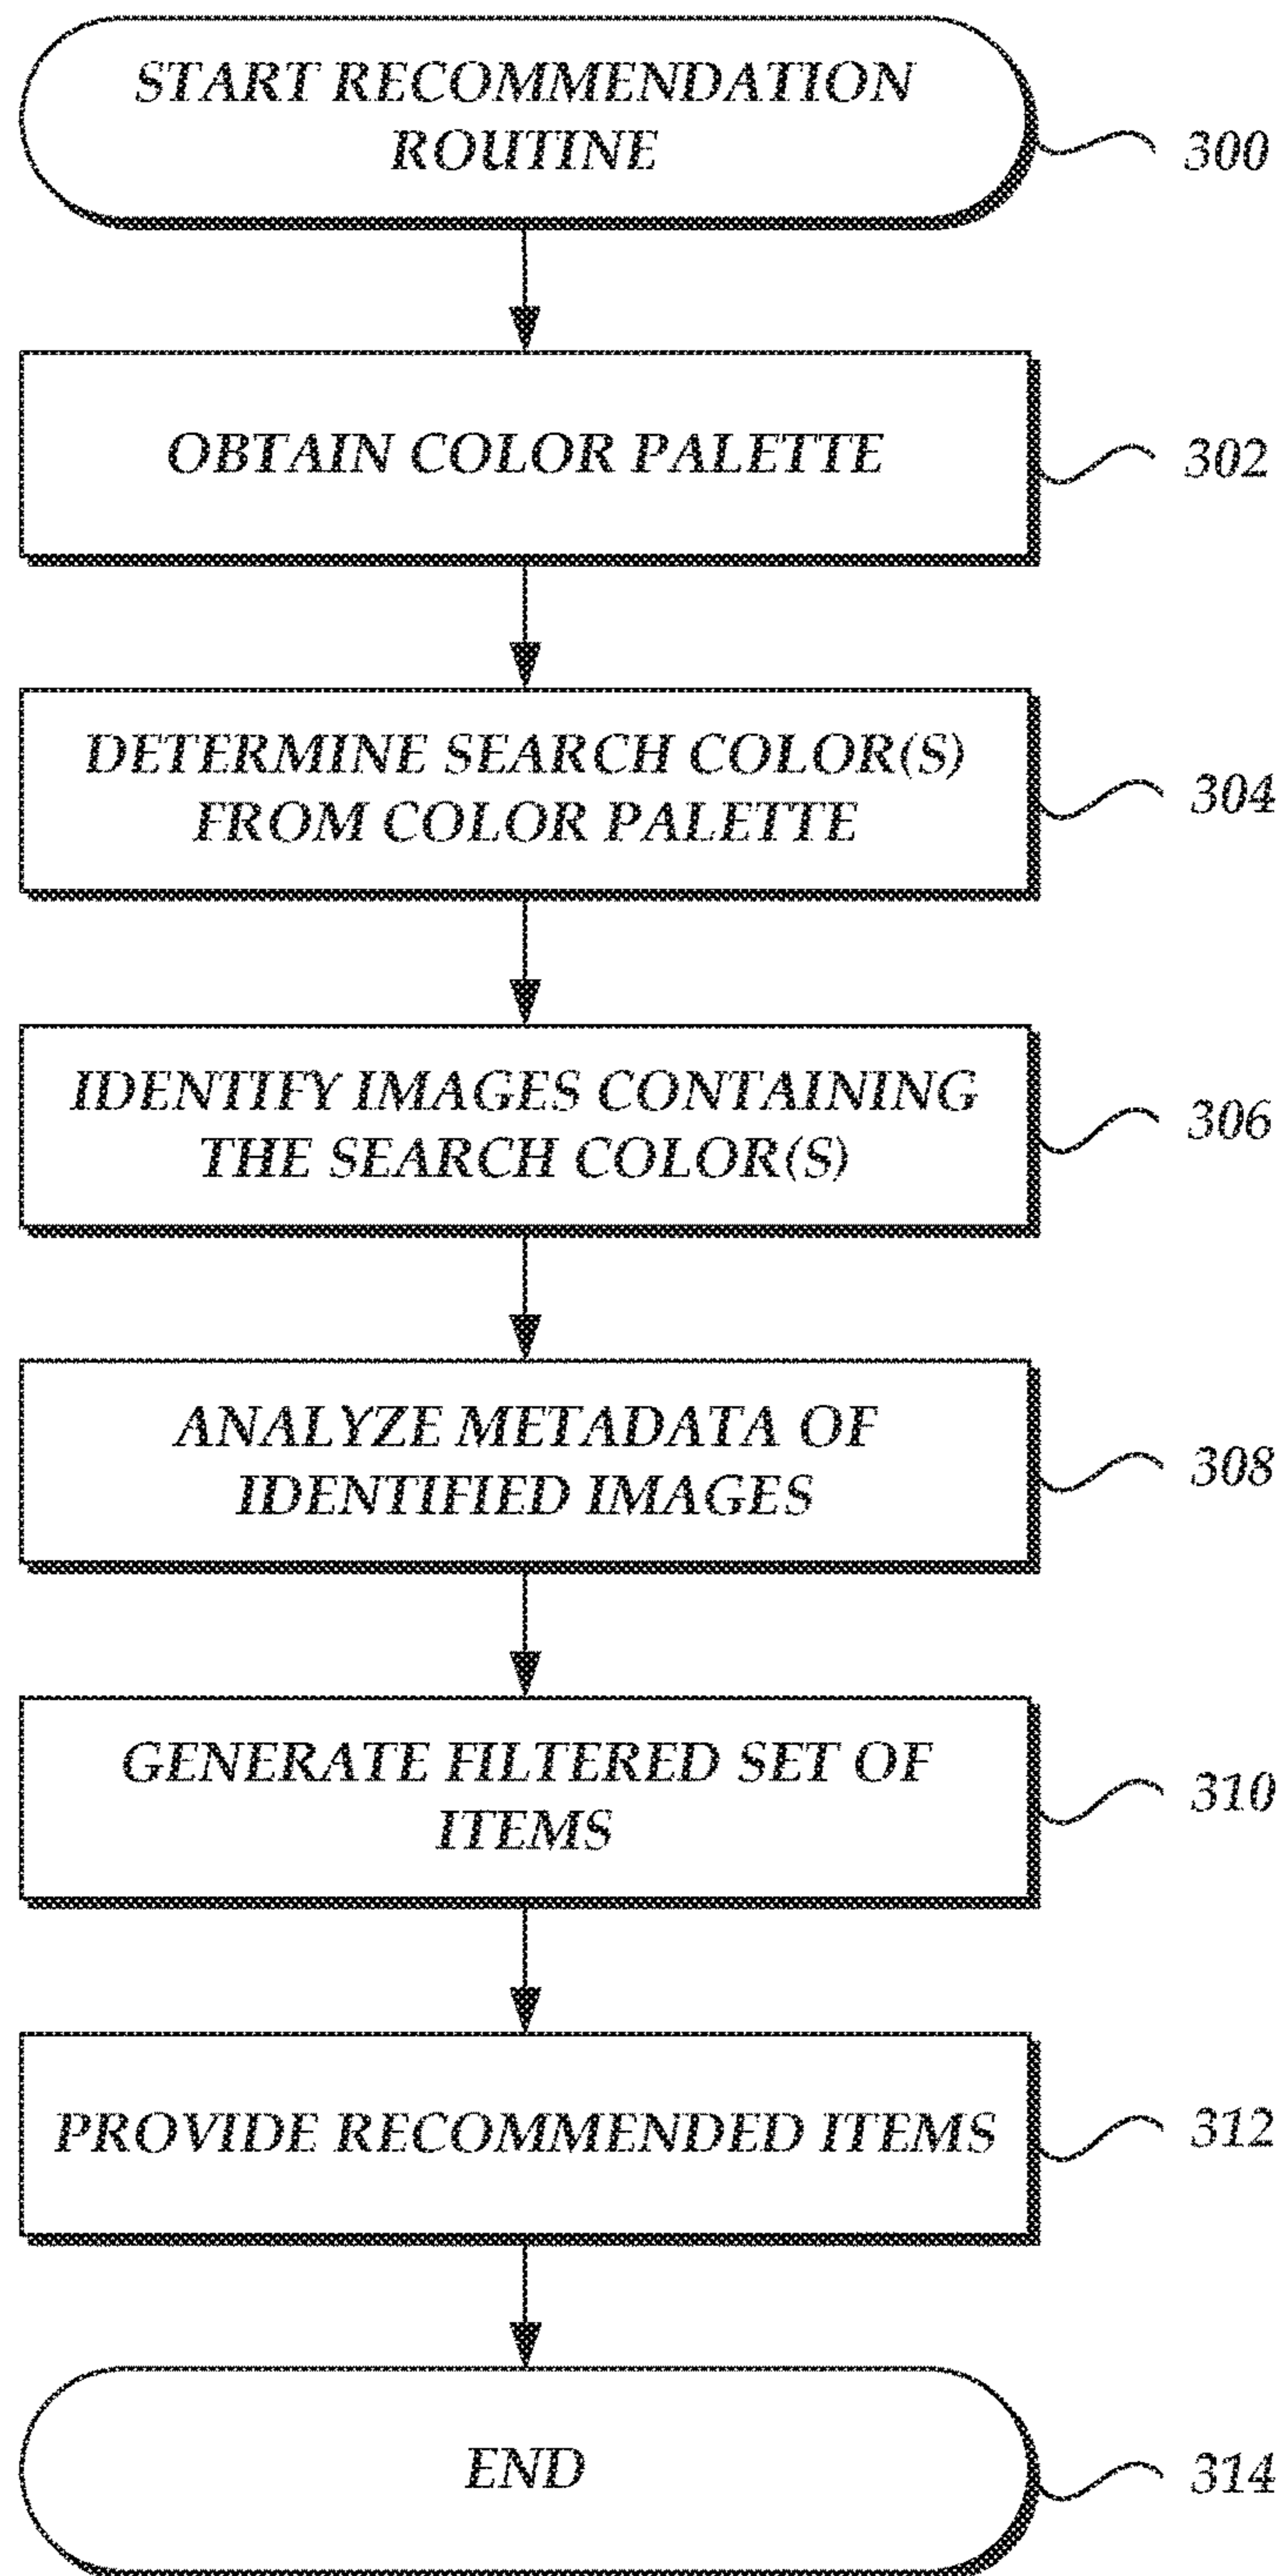 START RECOMMENDATION
ROUTINE
300
OBTAIN COLOR PALETTE
302
DETERMINE SEARCH COLOR(S)
FROM COLOR PALETTE
304
IDENTIFY IMAGES CONTAINING
THE SEARCH COLOR(S)
306
ANALYZE METADATA OF
IDENTIFIED IMAGES
308
GENERATE FILTERED SET OF
ITEMS
310
PROVIDE RECOMMENDED ITEMS
312
END
314